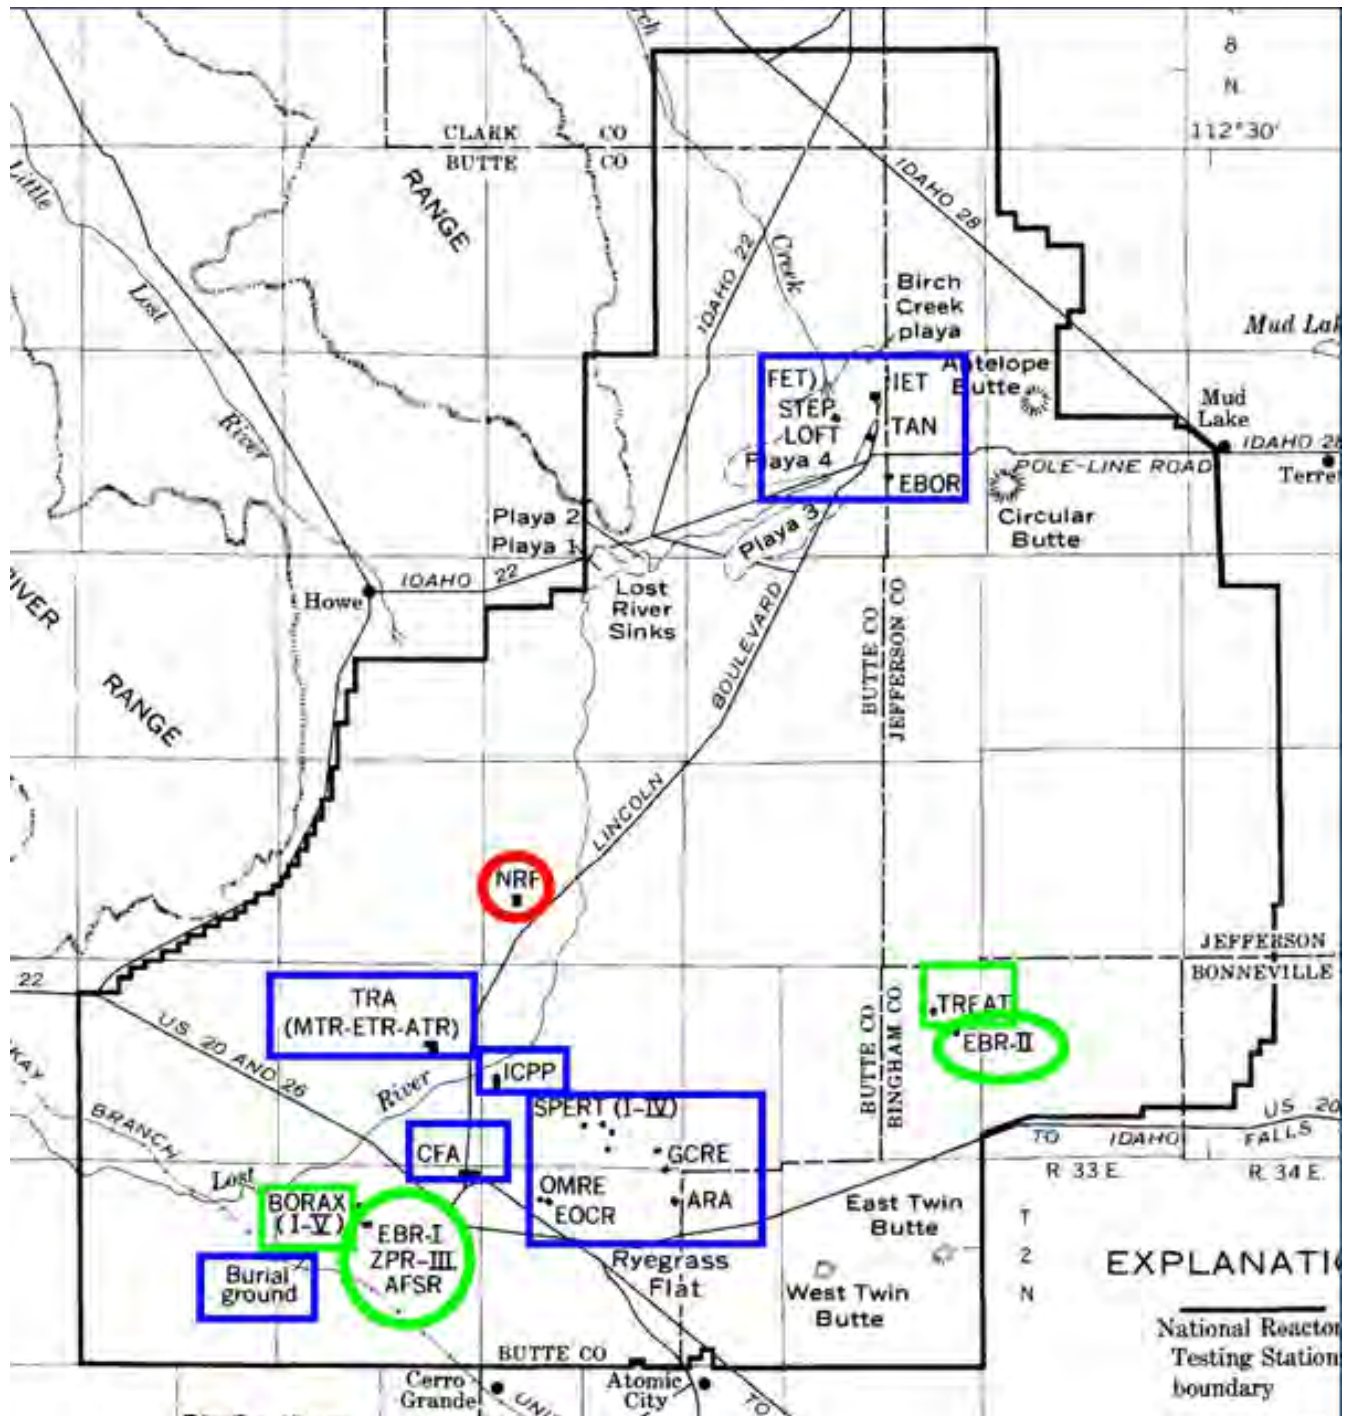 8
N.
112°30'
CLARK CO
BUTTE CO
RANGE
IDAHO 28
IDAHO 22
Creek
Little
Lost
River
Birch
Creek
playa
Mud Lak
Antelope
Butte
Mud
Lake
FET)
IET
STEP
LOFT
TAN
Playa 4
EBOR
POLE-LINE ROAD
IDAHO 28
Terre
Circular
Butte
Playa 2
Playa 1
Playa 3
IDAHO 22
Howe
Lost
River
Sinks
IVER
RANGE
BOULEVARD
LINCOLN
BUTTE CO
JEFFERSON CO
NRF
JEFFERSON
BONNEVILLE
22
TRA
(MTR-ETR-ATR)
US 20 AND 26
TREAT
EBR-II
BUTTE CO
BINGHAM CO
ICPP
River
SPERT (I-IV)
KAY
BRANCH
CFA
GCRE
US 20
TO IDAHO FALLS
R 33 E.
R. 34 E.
Lost
OMRE
EOCR
ARA
BORAX
(I-V)
EBR-I
ZPR-III
AFSR
East Twin
Butte
T
2
N
Ryegrass
Flat
Burial
ground
West Twin
Butte
EXPLANATI
National Reactor
Testing Station
boundary
BUTTE CO
Cerro
Grande
Atomic
City
UNI
TO